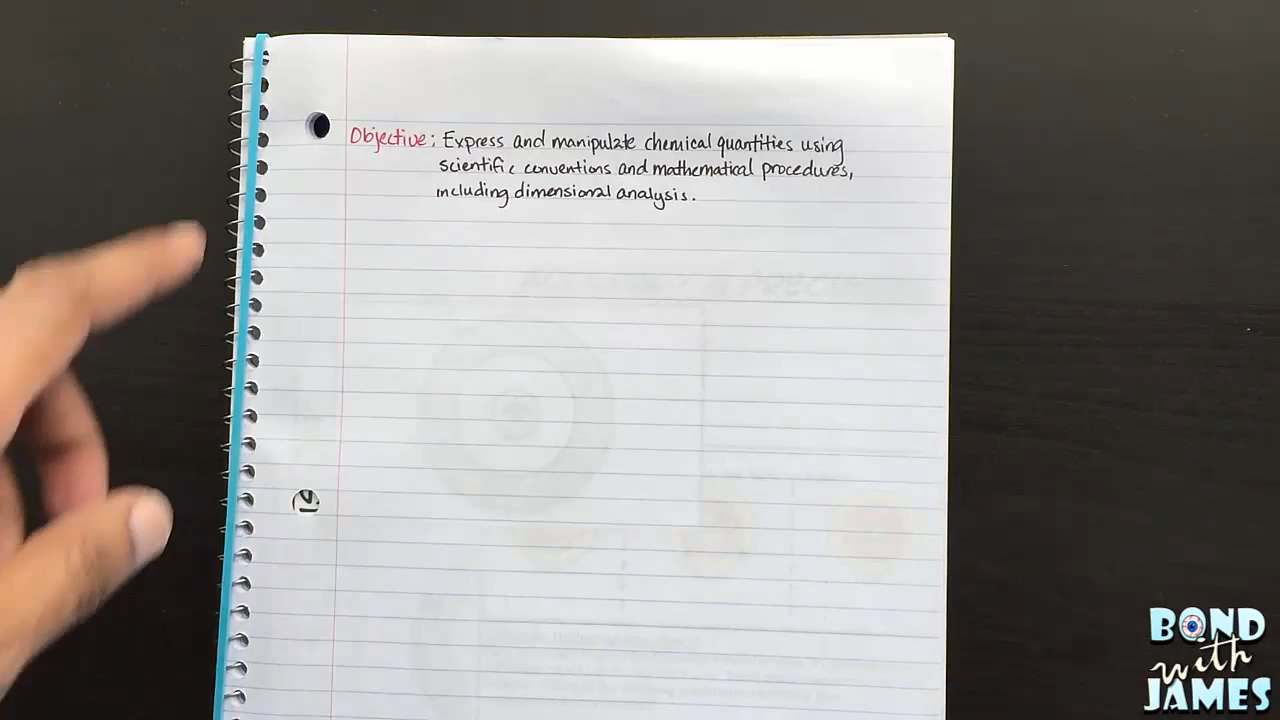 Objective: Express and manipulate chemical quantities using
scientific conventions and mathematical procedures,
including dimensional analysis.
BOND
with
JAMES